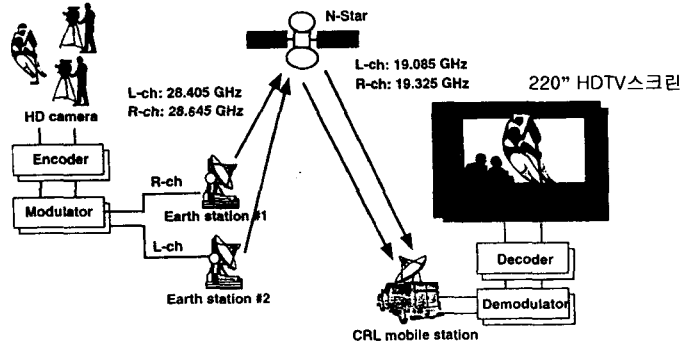 N-Star
L-ch: 28.405 GHz
R-ch: 28.645 GHz
L-ch: 19.085 GHz
R-ch: 19.325 GHz
220" HDTV스크린
HD camera
Encoder
Modulator
R-ch
Earth station #1
L-ch
Earth station #2
Decoder
Demodulator
CRL mobile station